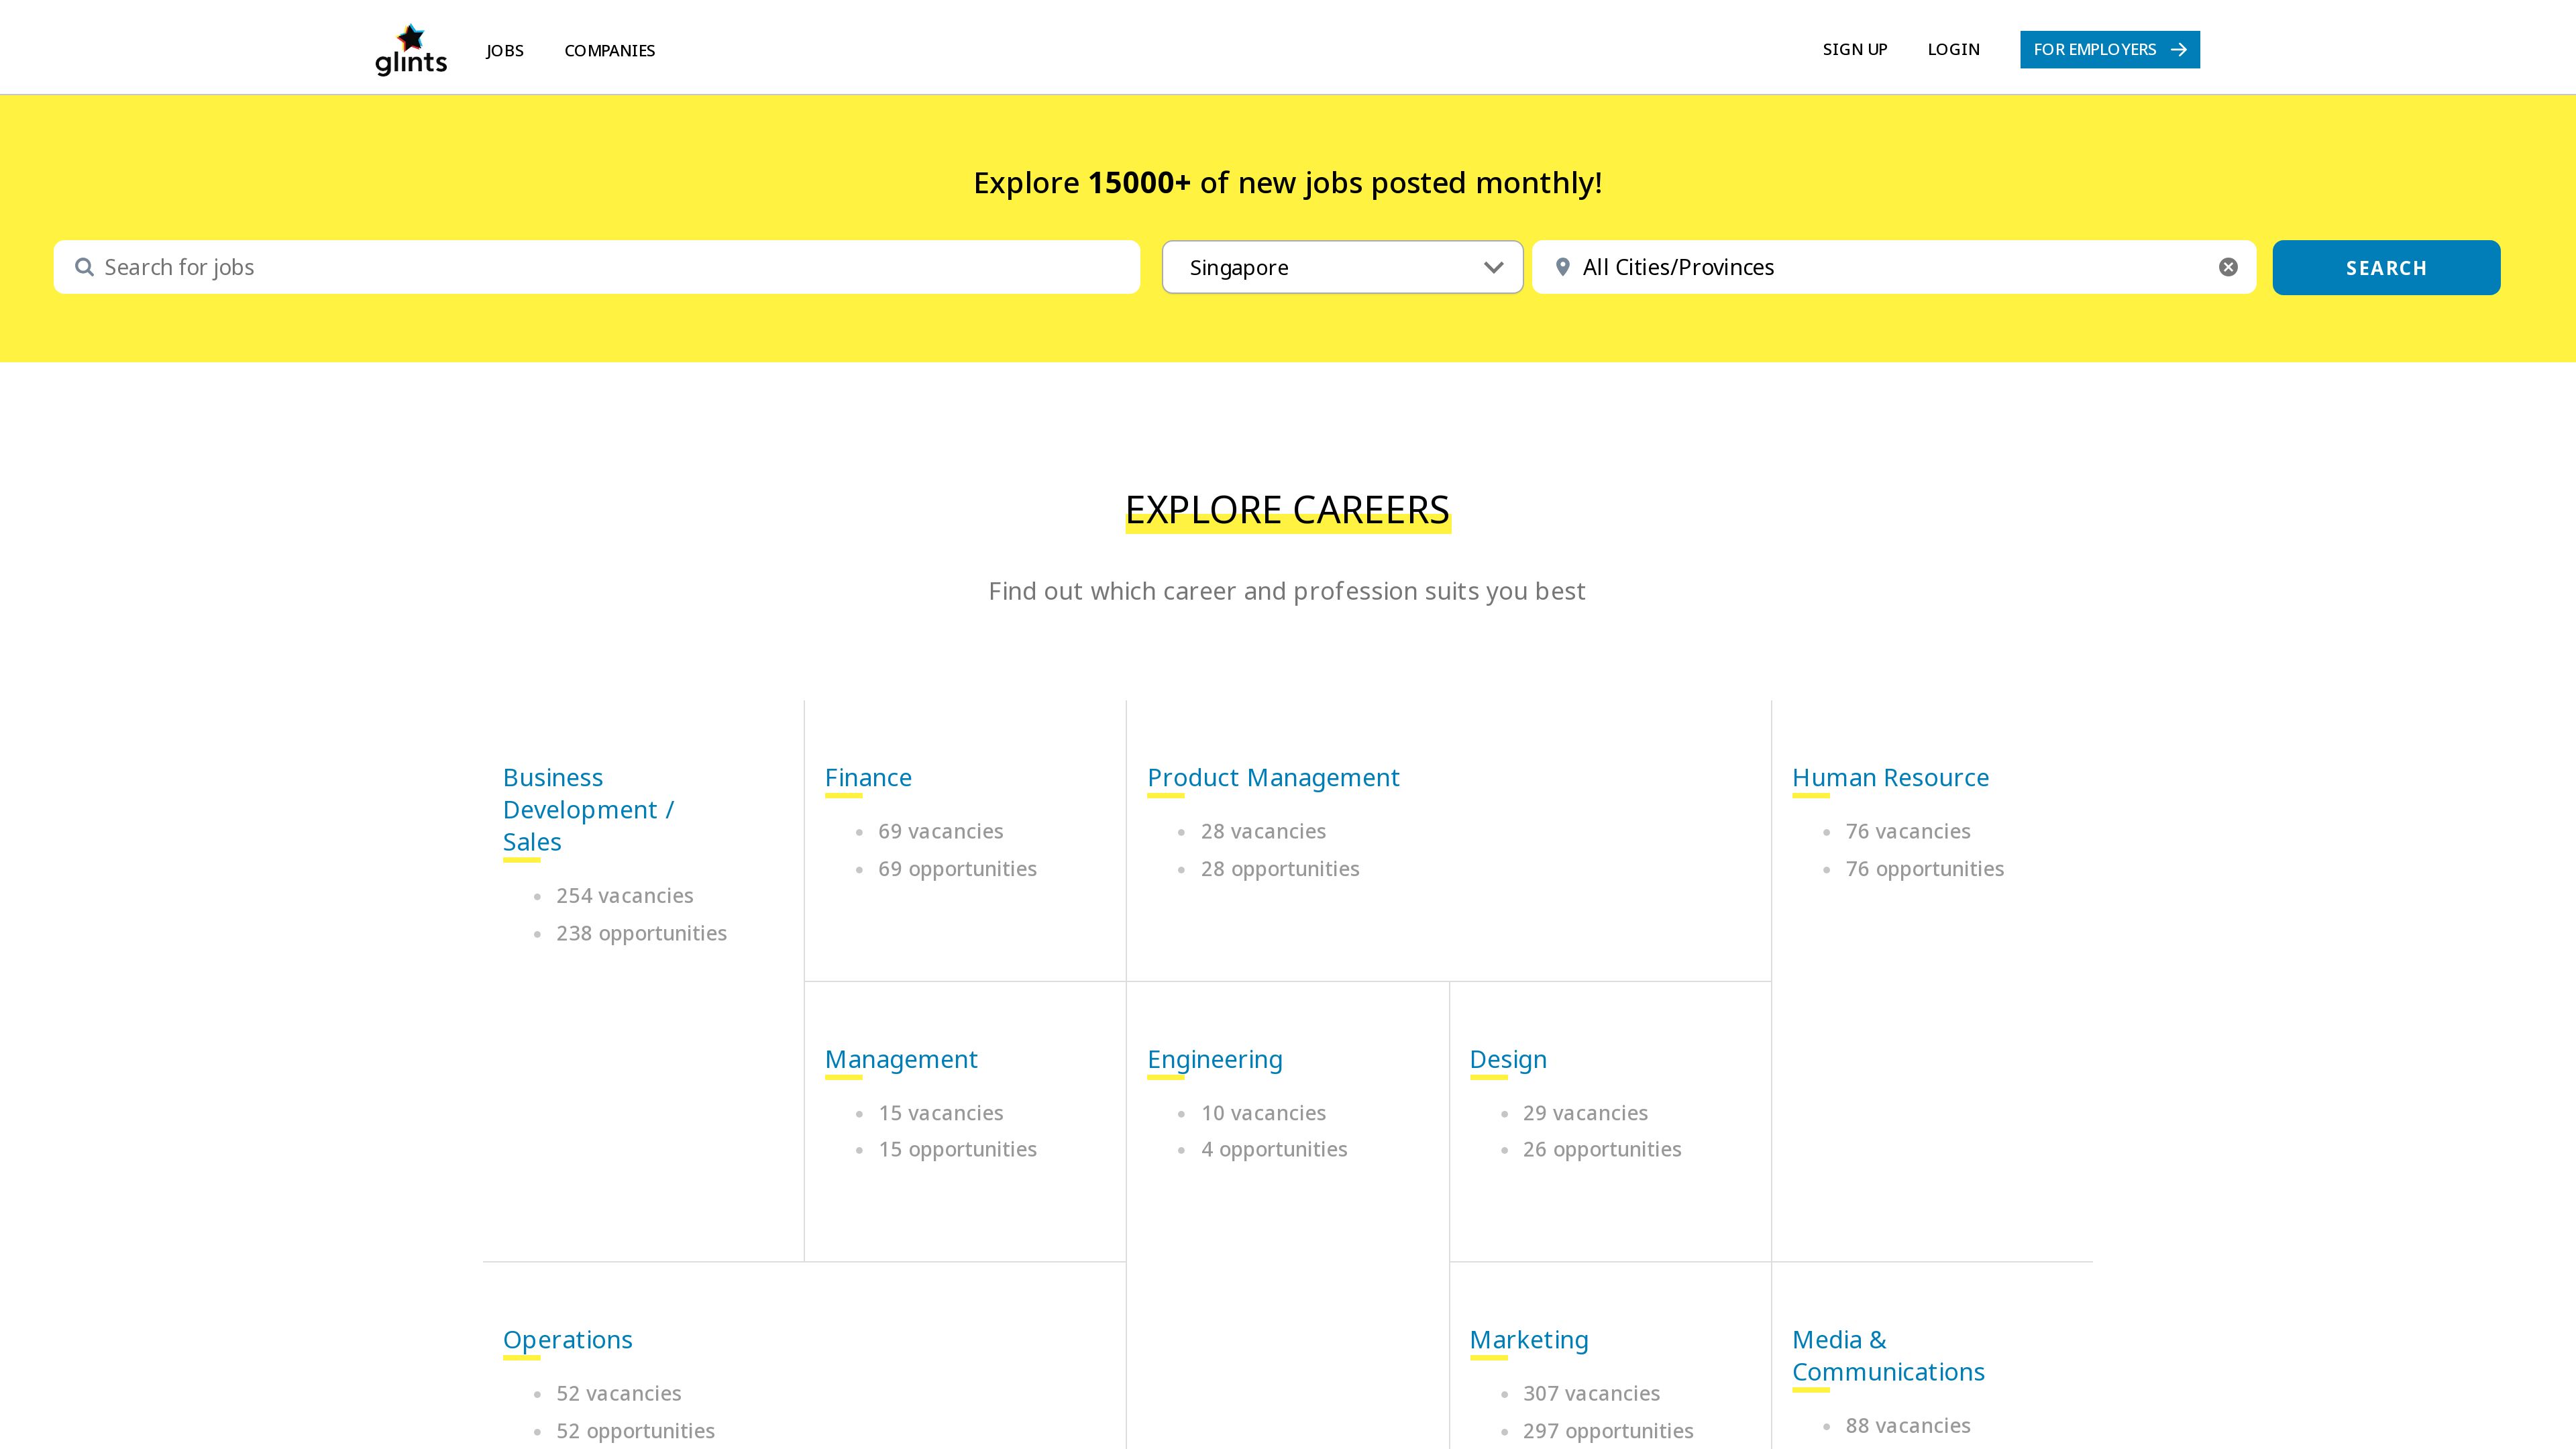 glints
JOBS
COMPANIES
SIGN UP
LOGIN
FOR EMPLOYERS
Explore 15000+ of new jobs posted monthly!
Search for jobs
Singapore
All Cities/Provinces
SEARCH
EXPLORE CAREERS
Find out which career and profession suits you best
Business
Development /
Sales
254 vacancies
238 opportunities
Finance
69 vacancies
69 opportunities
Product Management
28 vacancies
28 opportunities
Human Resource
76 vacancies
76 opportunities
Management
15 vacancies
15 opportunities
Engineering
10 vacancies
4 opportunities
Design
29 vacancies
26 opportunities
Operations
52 vacancies
52 opportunities
Marketing
307 vacancies
297 opportunities
Media &
Communications
88 vacancies